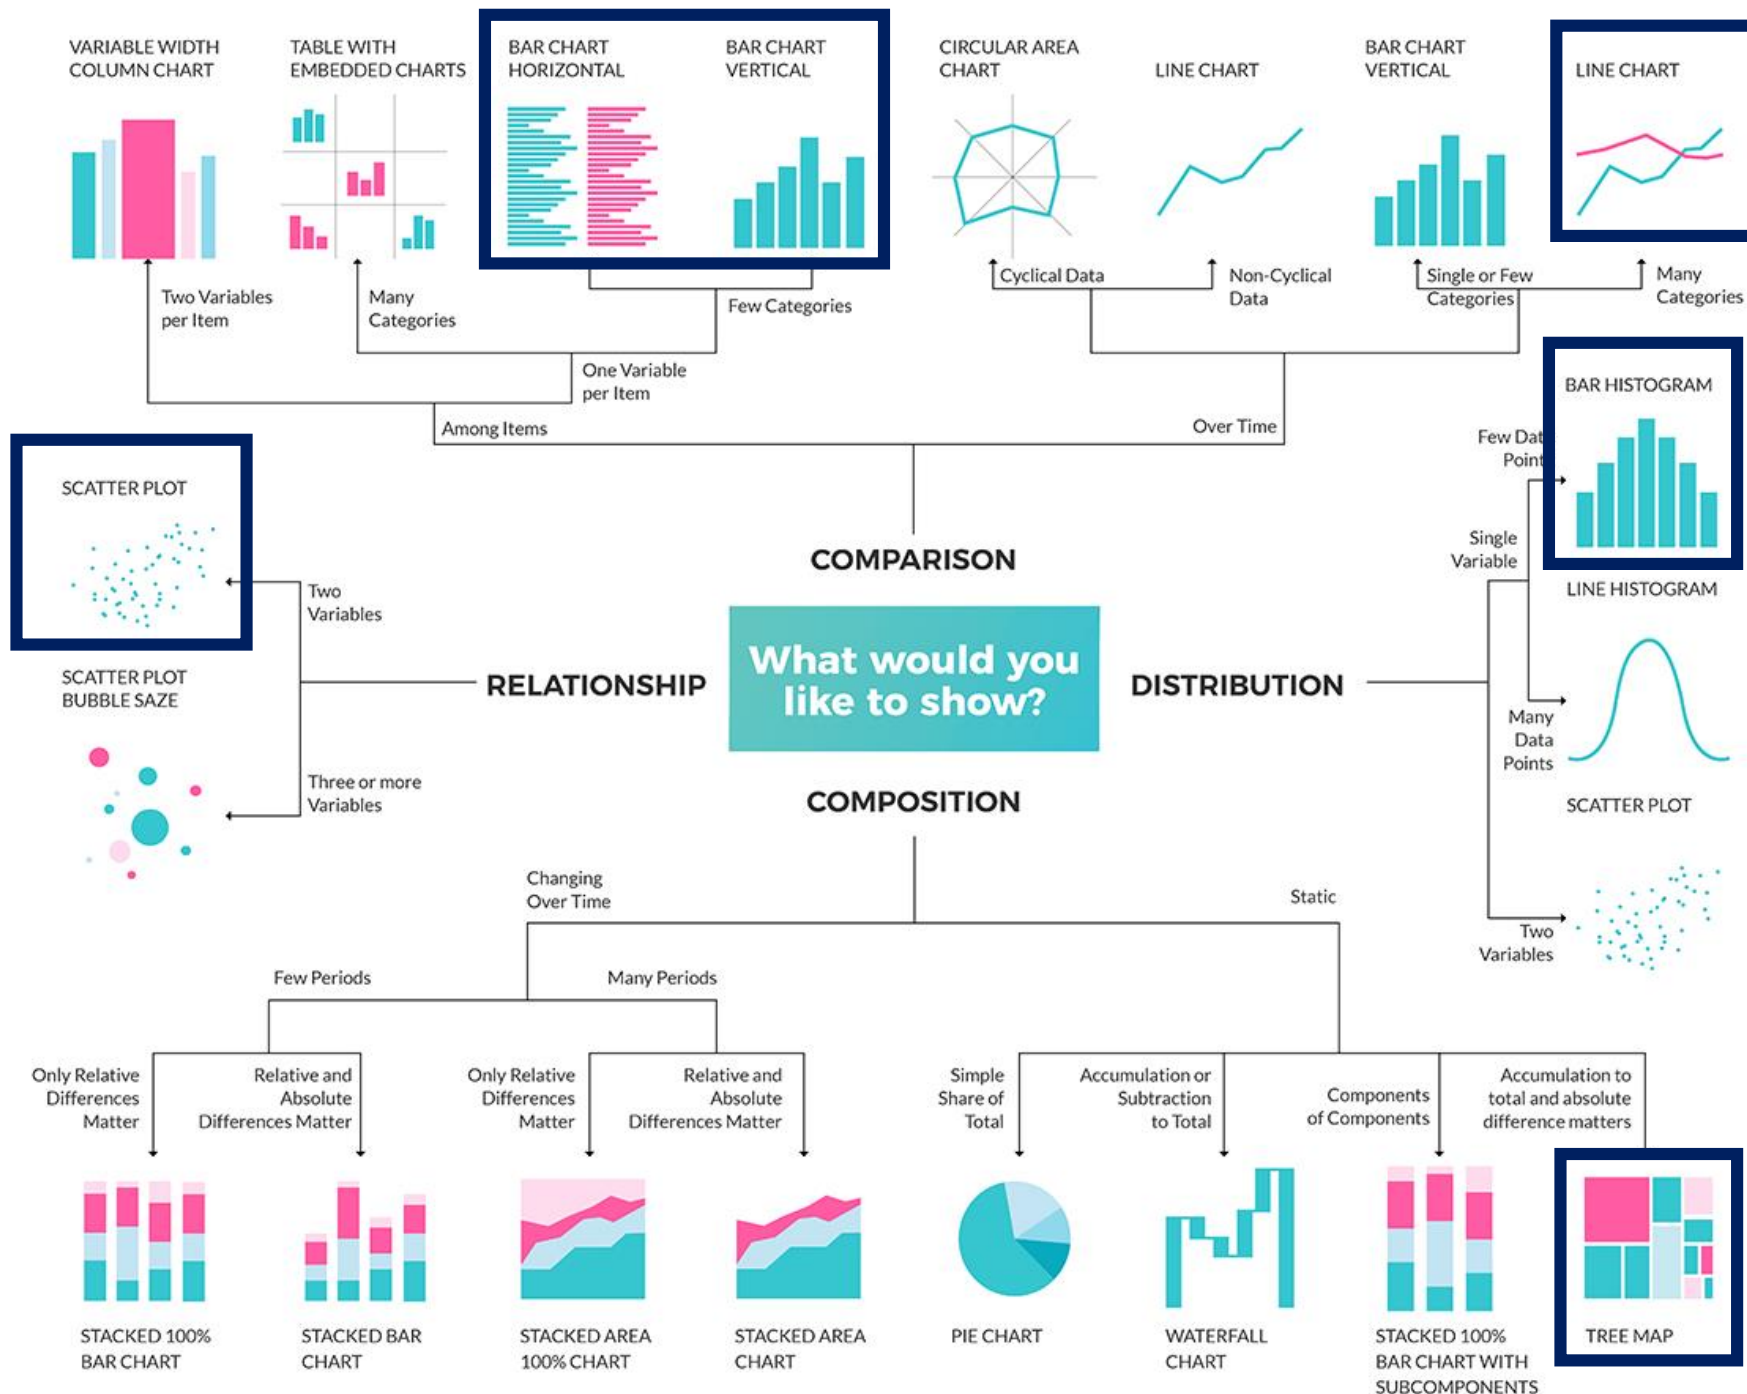 VARIABLE WIDTH
COLUMN CHART
TABLE WITH
EMBEDDED CHARTS
BAR CHART
HORIZONTAL
BAR CHART
VERTICAL
CIRCULAR AREA
CHART
LINE CHART
BAR CHART
VERTICAL
LINE CHART
Two Variables
per Item
Many
Categories
Few Categories
Cyclical Data
Non-Cyclical
Data
Single or Few
Categories
Many
Categories
One Variable
per Item
Among Items
Over Time
BAR HISTOGRAM
Few Dat
Point
Single
Variable
LINE HISTOGRAM
Many
Data
Points
SCATTER PLOT
Two
Variables
SCATTER PLOT
Two
Variables
SCATTER PLOT
BUBBLE SAZE
Three or more
Variables
COMPARISON
RELATIONSHIP
What would you
like to show?
DISTRIBUTION
COMPOSITION
Changing
Over Time
Static
Few Periods
Many Periods
Only Relative
Differences
Matter
Relative and
Absolute
Differences Matter
Only Relative
Differences
Matter
Relative and
Absolute
Differences Matter
Simple
Share of
Total
Accumulation or
Subtraction
to Total
Components
of Components
Accumulation to
total and absolute
difference matters
STACKED 100%
BAR CHART
STACKED BAR
CHART
STACKED AREA
100% CHART
STACKED AREA
CHART
PIE CHART
WATERFALL
CHART
STACKED 100%
BAR CHART WITH
SUBCOMPONENTS
TREE MAP